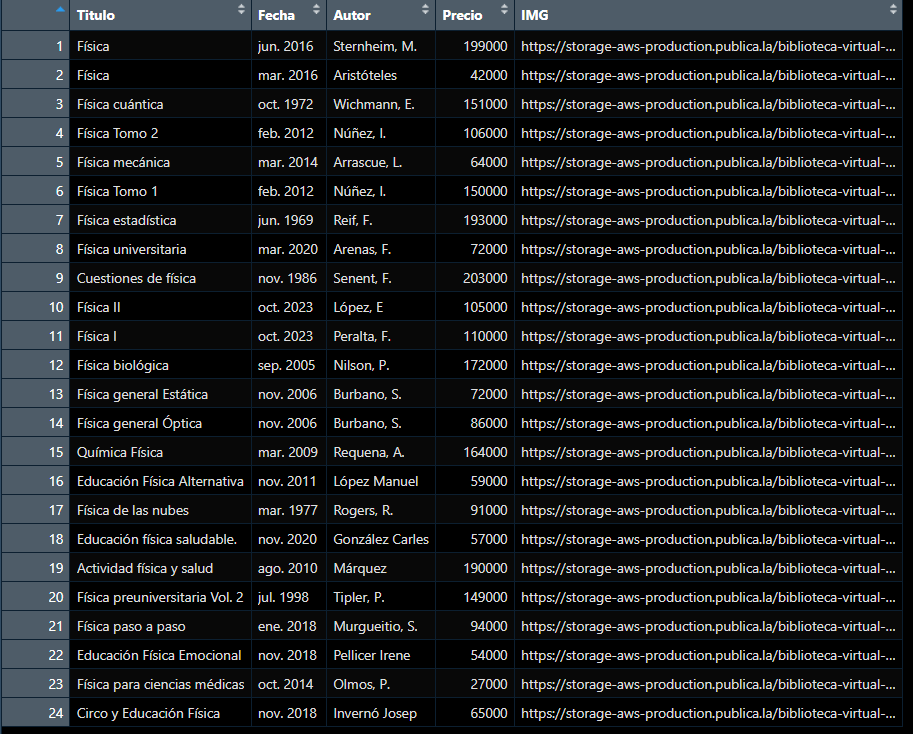 Titulo Fecha Autor Precio IMG
1 Física jun. 2016 Sternheim, M. 199000 https://storage-aws-production.publica.la/biblioteca-virtual-...
2 Física mar. 2016 Aristóteles 42000 https://storage-aws-production.publica.la/biblioteca-virtual-...
3 Física cuántica oct. 1972 Wichmann, E. 151000 https://storage-aws-production.publica.la/biblioteca-virtual-...
4 Física Tomo 2 feb. 2012 Núñez, I. 106000 https://storage-aws-production.publica.la/biblioteca-virtual-...
5 Física mecánica mar. 2014 Arrascue, L. 64000 https://storage-aws-production.publica.la/biblioteca-virtual-...
6 Física Tomo 1 feb. 2012 Núñez, I. 150000 https://storage-aws-production.publica.la/biblioteca-virtual-...
7 Física estadística jun. 1969 Reif, F. 193000 https://storage-aws-production.publica.la/biblioteca-virtual-...
8 Física universitaria mar. 2020 Arenas, F. 72000 https://storage-aws-production.publica.la/biblioteca-virtual-...
9 Cuestiones de física nov. 1986 Senent, F. 203000 https://storage-aws-production.publica.la/biblioteca-virtual-...
10 Física II oct. 2023 López, E 105000 https://storage-aws-production.publica.la/biblioteca-virtual-...
11 Física I oct. 2023 Peralta, F. 110000 https://storage-aws-production.publica.la/biblioteca-virtual-...
12 Física biológica sep. 2005 Nilson, P. 172000 https://storage-aws-production.publica.la/biblioteca-virtual-...
13 Física general Estática nov. 2006 Burbano, S. 72000 https://storage-aws-production.publica.la/biblioteca-virtual-...
14 Física general Óptica nov. 2006 Burbano, S. 86000 https://storage-aws-production.publica.la/biblioteca-virtual-...
15 Química Física mar. 2009 Requena, A. 164000 https://storage-aws-production.publica.la/biblioteca-virtual-...
16 Educación Física Alternativa nov. 2011 López Manuel 59000 https://storage-aws-production.publica.la/biblioteca-virtual-...
17 Física de las nubes mar. 1977 Rogers, R. 91000 https://storage-aws-production.publica.la/biblioteca-virtual-...
18 Educación física saludable. nov. 2020 González Carles 57000 https://storage-aws-production.publica.la/biblioteca-virtual-...
19 Actividad física y salud ago. 2010 Márquez 190000 https://storage-aws-production.publica.la/biblioteca-virtual-...
20 Física preuniversitaria Vol. 2 jul. 1998 Tipler, P. 149000 https://storage-aws-production.publica.la/biblioteca-virtual-...
21 Física paso a paso ene. 2018 Murgueitio, S. 94000 https://storage-aws-production.publica.la/biblioteca-virtual-...
22 Educación Física Emocional nov. 2018 Pellicer Irene 54000 https://storage-aws-production.publica.la/biblioteca-virtual-...
23 Física para ciencias médicas oct. 2014 Olmos, P. 27000 https://storage-aws-production.publica.la/biblioteca-virtual-...
24 Circo y Educación Física nov. 2018 Invernó Josep 65000 https://storage-aws-production.publica.la/biblioteca-virtual-...